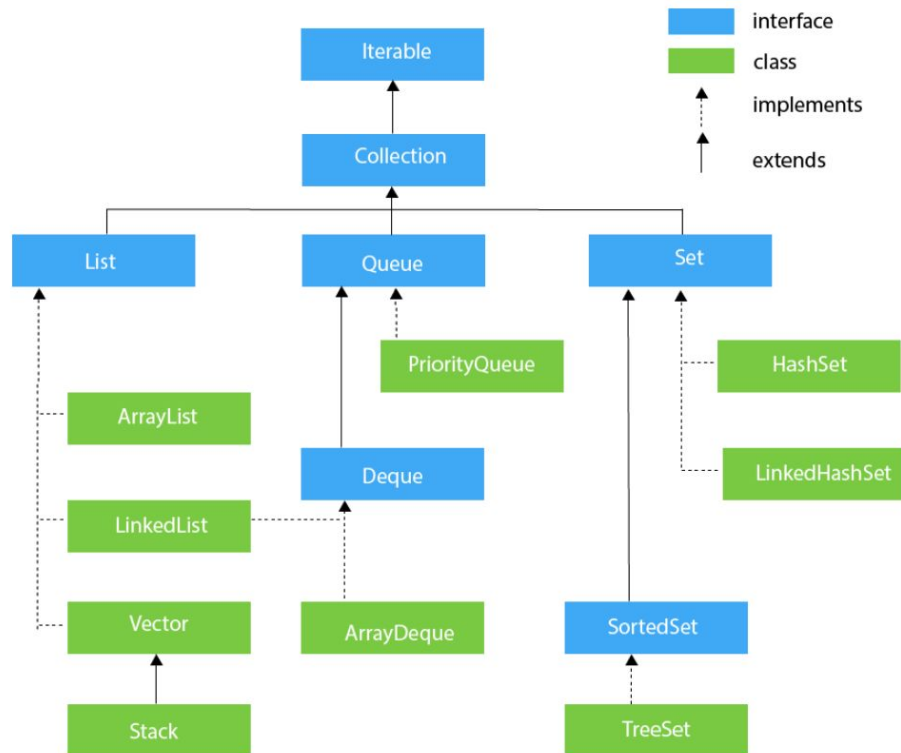 interface
Iterable
class
implements
Collection
extends
List
Queue
Set
PriorityQueue
HashSet
ArrayList
Deque
LinkedHashSet
LinkedList
Vector
ArrayDeque
SortedSet
Stack
TreeSet